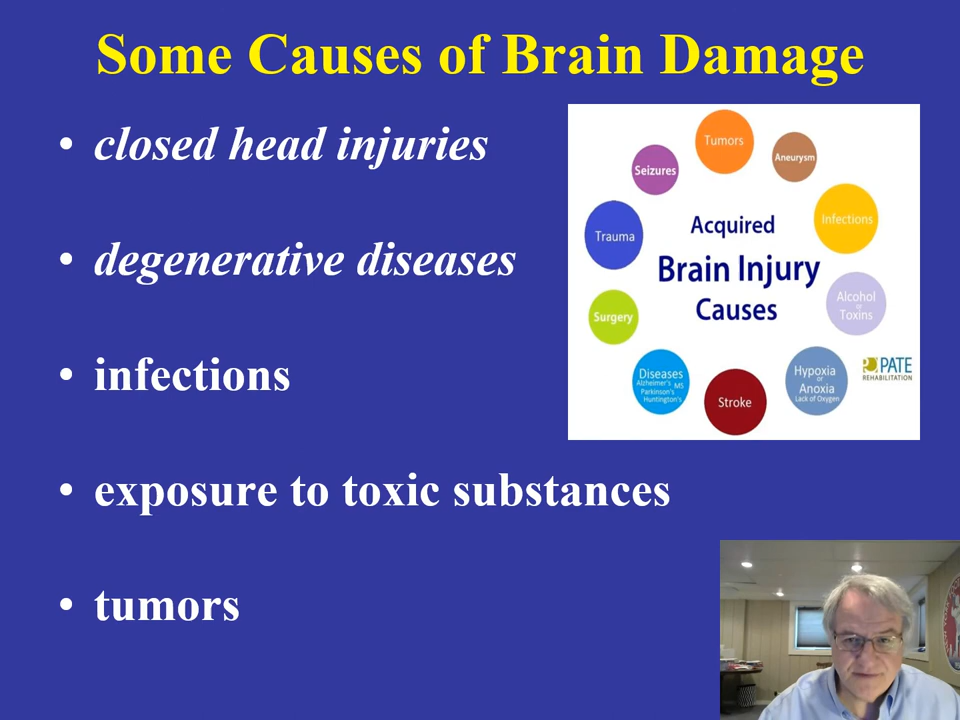 Some Causes of Brain Damage
• closed head injuries
• degenerative diseases
• infections
• exposure to toxic substances
• tumors
Acquired
Brain Injury
Causes
Tumors
Aneurysm
Infections
Alcohol
or
Toxins
Hypoxia
or
Anoxia
Lack of Oxygen
Stroke
Diseases
Alzheimer's MS
Parkinson's
Huntington's
Surgery
Trauma
Seizures
PATE
REHABILITATION